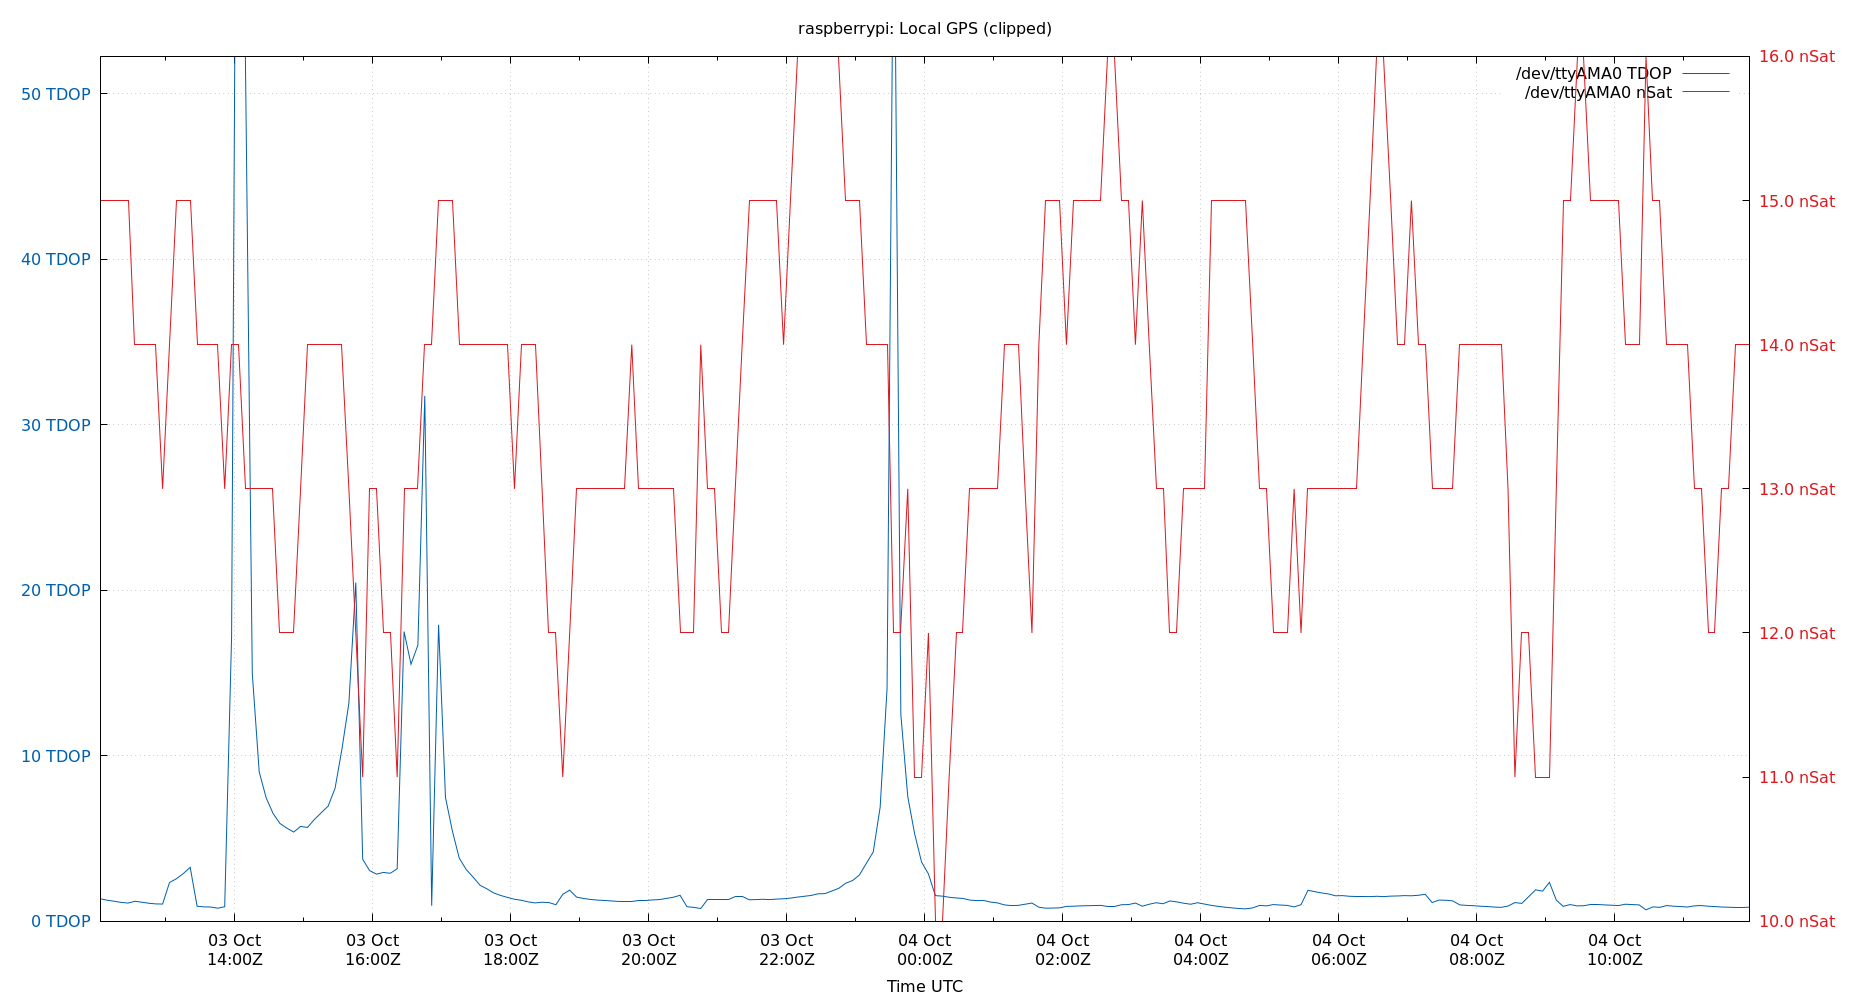 raspberrypi: Local GPS (clipped)
16.0 nSat
/dev/ttyAMA0 TDOP
/dev/ttyAMA0 nSat
50 TDOP
15.0 nSat
40 TDOP
14.0 nSat
30 TDOP
13.0 nSat
20 TDOP
12.0 nSat
10 TDOP
11.0 nSat
0 TDOP
10.0 nSat
03 Oct
14:00Z
03 Oct
16:00Z
03 Oct
18:00Z
03 Oct
20:00Z
03 Oct
22:00Z
04 Oct
00:00Z
04 Oct
02:00Z
04 Oct
04:00Z
04 Oct
06:00Z
04 Oct
08:00Z
04 Oct
10:00Z
Time UTC